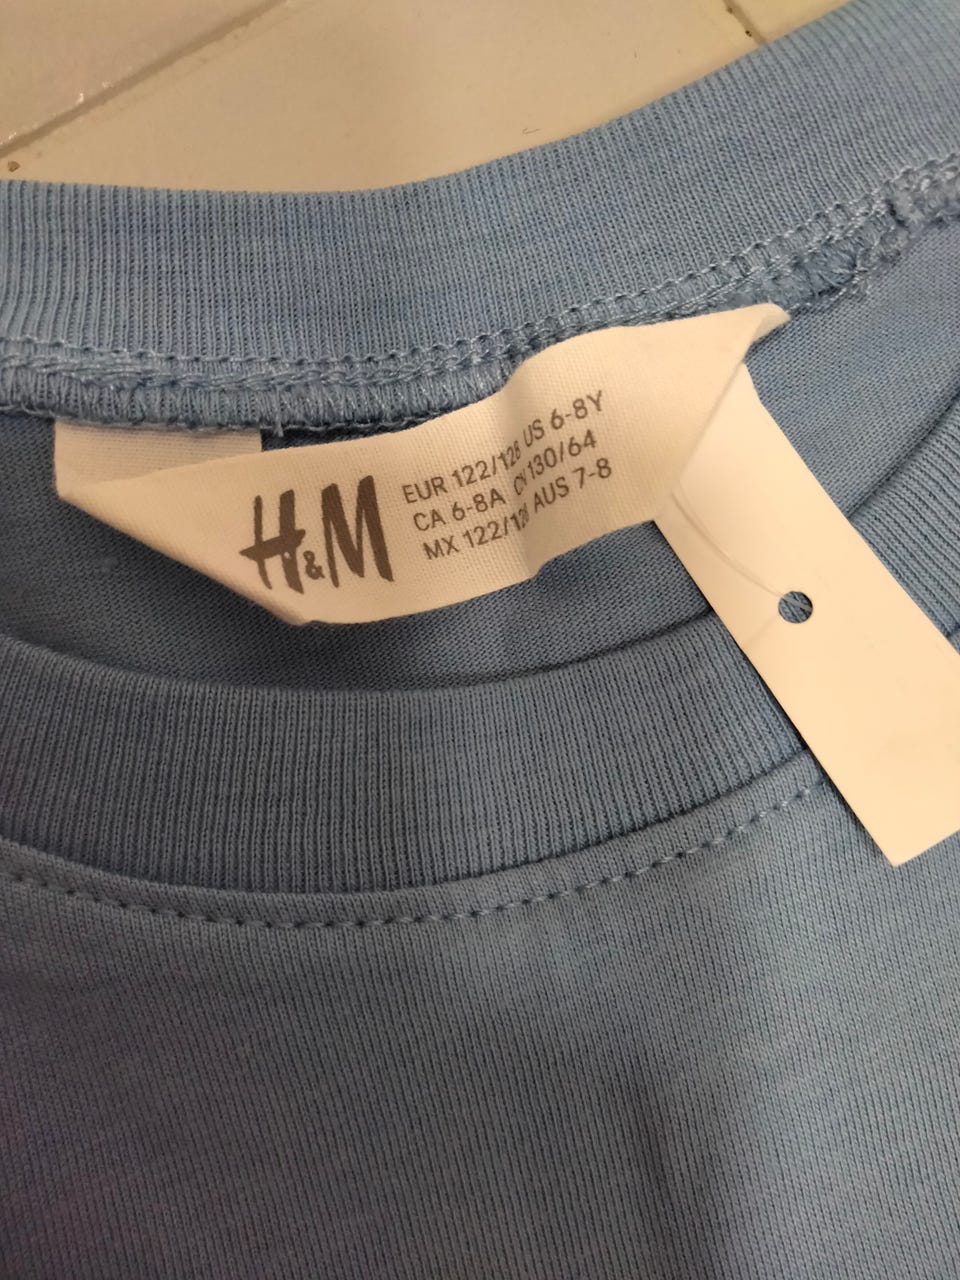 H&M
EUR 122/128 US 6-8Y
CA 6-8A CN 130/64
MX 122/128 AUS 7-8